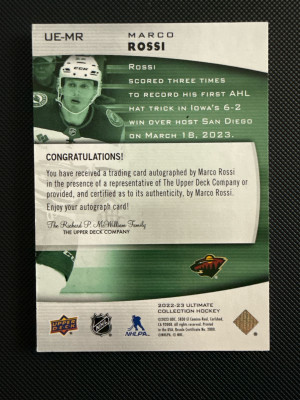 UE-MR
MARCO
ROSSI
ROSSI
SCORED THREE TIMES
TO RECORD HIS FIRST AHL
HAT TRICK IN IOWA'S 6-2
WIN OVER HOST SAN DIEGO
ON MARCH 18, 2023.
CONGRATULATIONS!
You have received a trading card autographed by Marco Rossi
in the presence of a representative of The Upper Deck Company or
provided, and certified as to its authenticity, by Marco Rossi.
Enjoy your autograph card!
The Richard P. McWilliam Family
THE UPPER DECK COMPANY
2022-23 ULTIMATE
COLLECTION HOCKEY
UPPER DECK
NHL
NHLPA